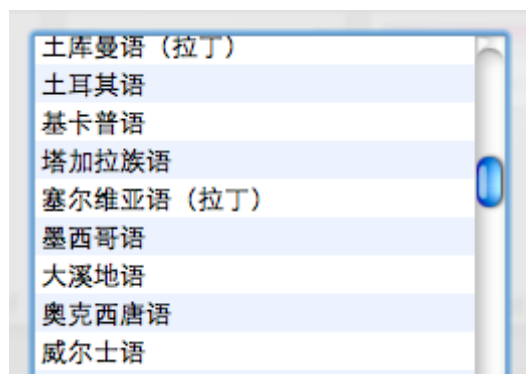 土库曼语（拉丁）
土耳其语
基卡普语
塔加拉族语
塞尔维亚语（拉丁）
墨西哥语
大溪地语
奥克西唐语
威尔士语